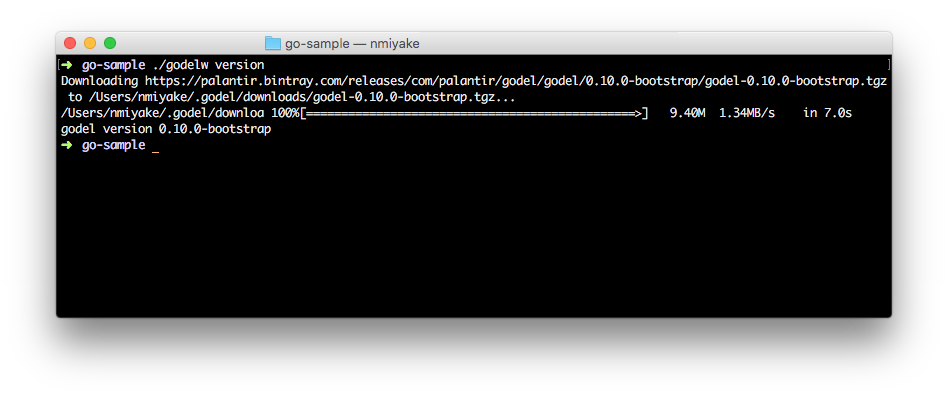 go-sample — nmiyake
[➜ go-sample ./godelw version ]
Downloading https://palantir.bintray.com/releases/com/palantir/godel/godel/0.10.0-bootstrap/godel-0.10.0-bootstrap.tgz
to /Users/nmiyake/.godel/downloads/godel-0.10.0-bootstrap.tgz...
/Users/nmiyake/.godel/downloa 100%[===============================================>] 9.40M 1.34MB/s in 7.0s
godel version 0.10.0-bootstrap
➜ go-sample _